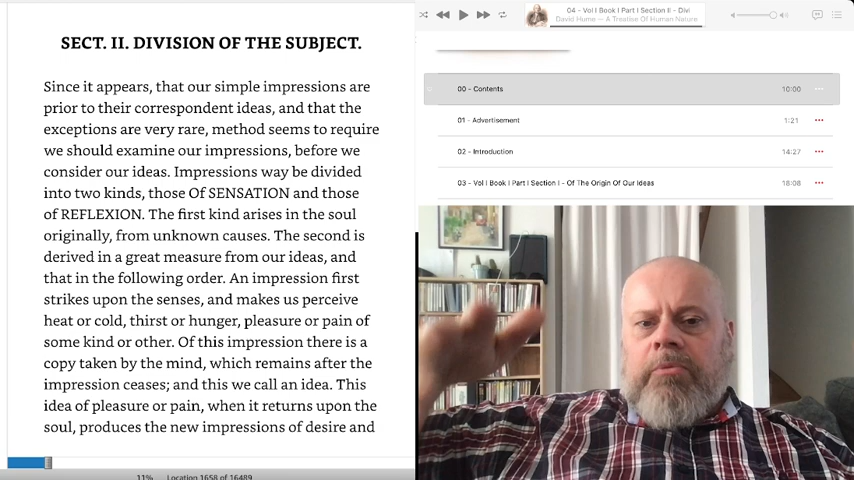 SECT. II. DIVISION OF THE SUBJECT.
Since it appears, that our simple impressions are
prior to their correspondent ideas, and that the
exceptions are very rare, method seems to require
we should examine our impressions, before we
consider our ideas. Impressions way be divided
into two kinds, those Of SENSATION and those
of REFLEXION. The first kind arises in the soul
originally, from unknown causes. The second is
derived in a great measure from our ideas, and
that in the following order. An impression first
strikes upon the senses, and makes us perceive
heat or cold, thirst or hunger, pleasure or pain of
some kind or other. Of this impression there is a
copy taken by the mind, which remains after the
impression ceases; and this we call an idea. This
idea of pleasure or pain, when it returns upon the
soul, produces the new impressions of desire and
11% Location 1658 of 16489
04 - Vol I Book I Part I Section II - Divi
David Hume — A Treatise Of Human Nature
00 - Contents 10:00
01 - Advertisement 1:21
02 - Introduction 14:27
03 - Vol I Book I Part I Section I - Of The Origin Of Our Ideas 18:08